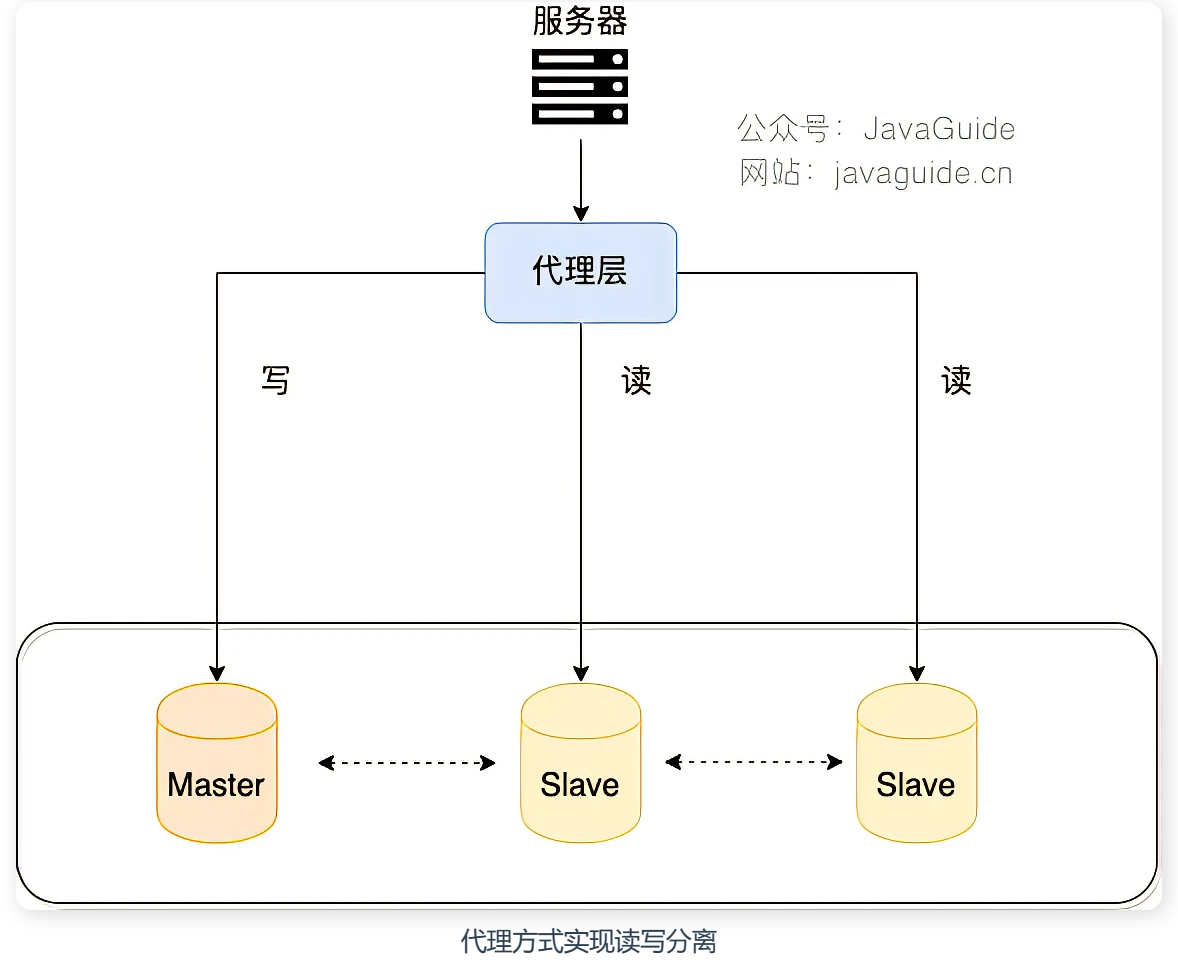 服务器
公众号：JavaGuide
网站：javaguide.cn
代理层
写
读
读
Master
Slave
Slave
代理方式实现读写分离